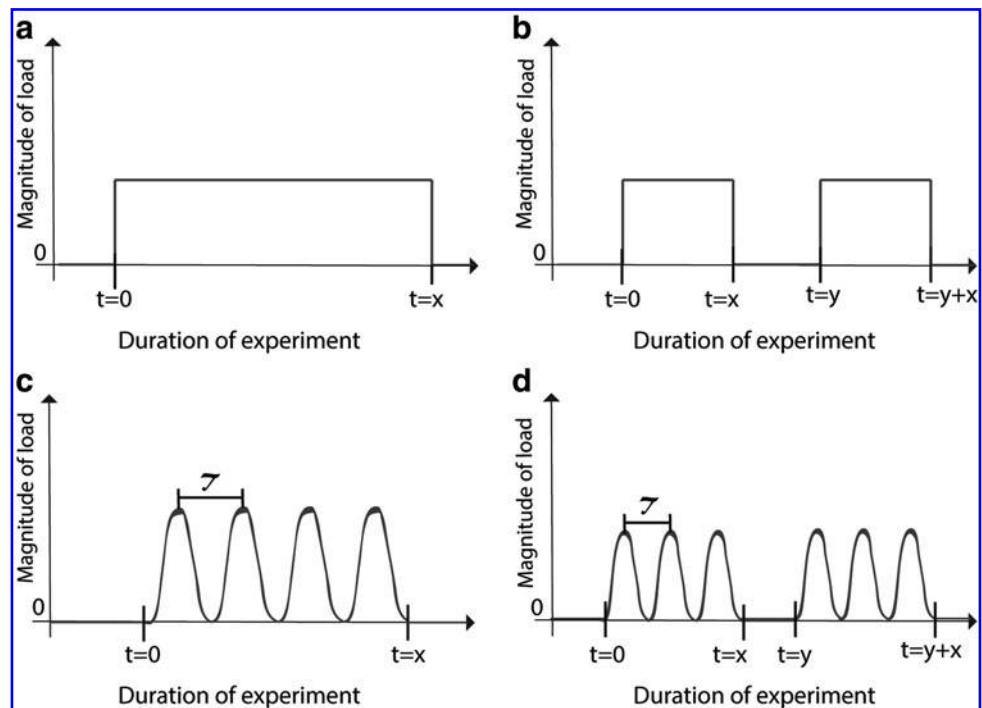 a
Magnitude of load
0
t=0
t=x
Duration of experiment
b
Magnitude of load
0
t=0
t=x
t=y
t=y+x
Duration of experiment
c
Magnitude of load
𝒯
0
t=0
t=x
Duration of experiment
d
Magnitude of load
𝒯
0
t=0
t=x
t=y
t=y+x
Duration of experiment